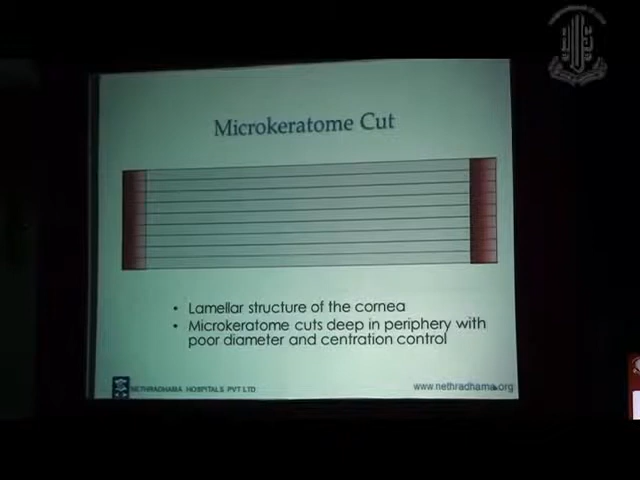 Microkeratome Cut
• Lamellar structure of the cornea
• Microkeratome cuts deep in periphery with
poor diameter and centration control
NETHRADHAMA HOSPITALS PVT LTD
www.nethradhama.org